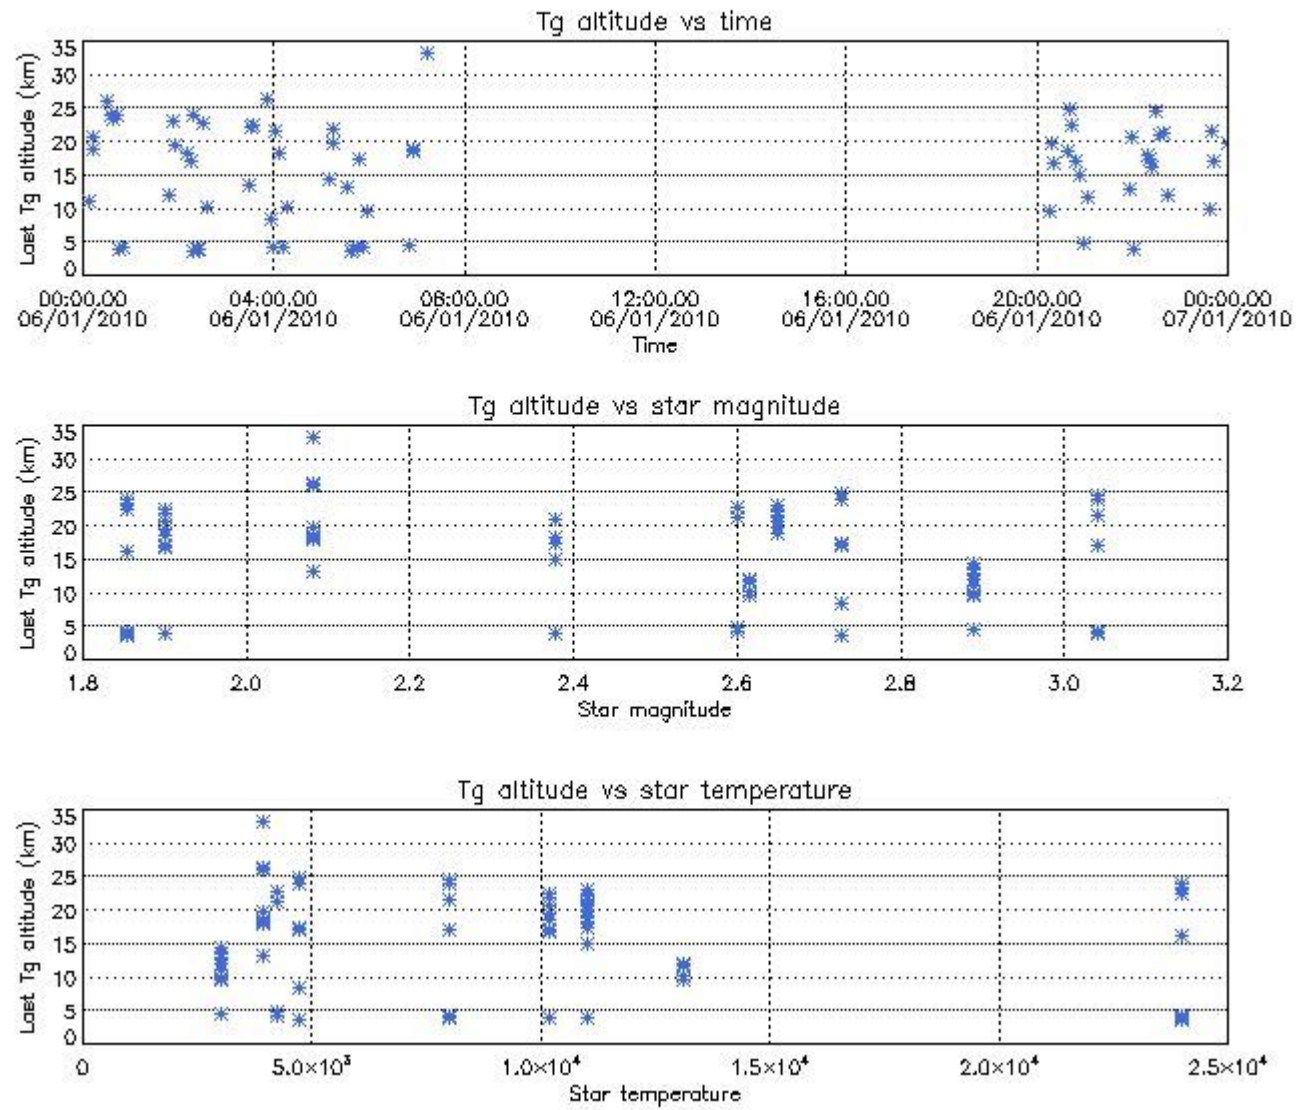 Tg altitude vs time
Last Tg altitude (km)
35
30
25
20
15
10
5
0
00:00.00 04:00.00 08:00.00 12:00.00 16:00.00 20:00.00 00:00.00
06/01/2010 06/01/2010 06/01/2010 06/01/2010 06/01/2010 06/01/2010 07/01/2010
Time
Tg altitude vs star magnitude
Last Tg altitude (km)
35
30
25
20
15
10
5
0
1.8 2.0 2.2 2.4 2.6 2.8 3.0 3.2
Star magnitude
Tg altitude vs star temperature
Last Tg altitude (km)
35
30
25
20
15
10
5
0
0 5.0×10³ 1.0×10⁴ 1.5×10⁴ 2.0×10⁴ 2.5×10⁴
Star temperature